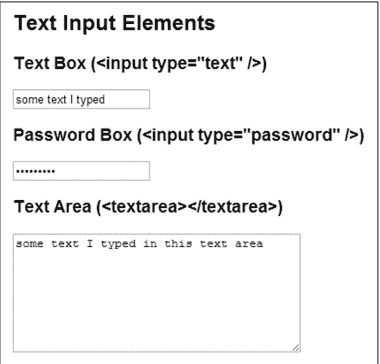 Text Input Elements
Text Box (<input type="text" />)
some text I typed
Password Box (<input type="password" />)
•••••••••
Text Area (<textarea></textarea>)
some text I typed in this text area